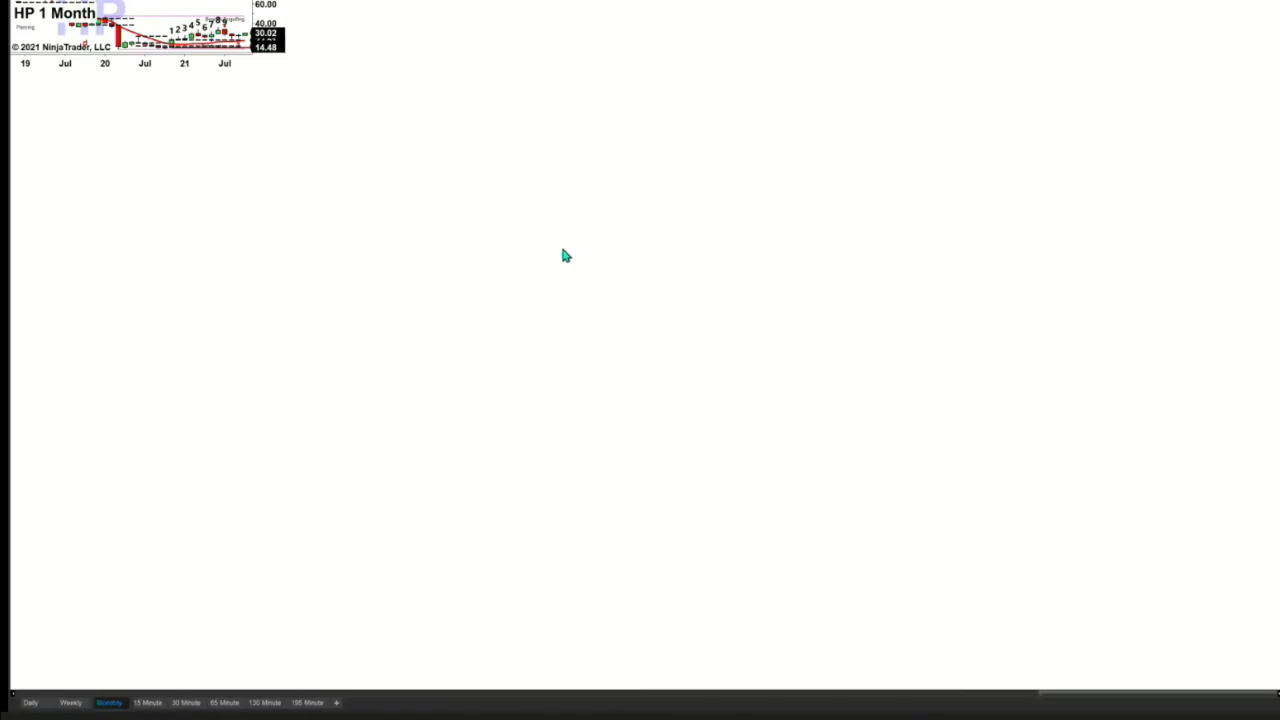 60.00
HP 1 Month
HP
Piercing
1 2 3 4 5 6 7 8 9
40.00
30.02
© 2021 NinjaTrader, LLC
14.48
19 Jul 20 Jul 21 Jul
Daily Weekly Monthly 15 Minute 30 Minute 65 Minute 130 Minute 195 Minute +